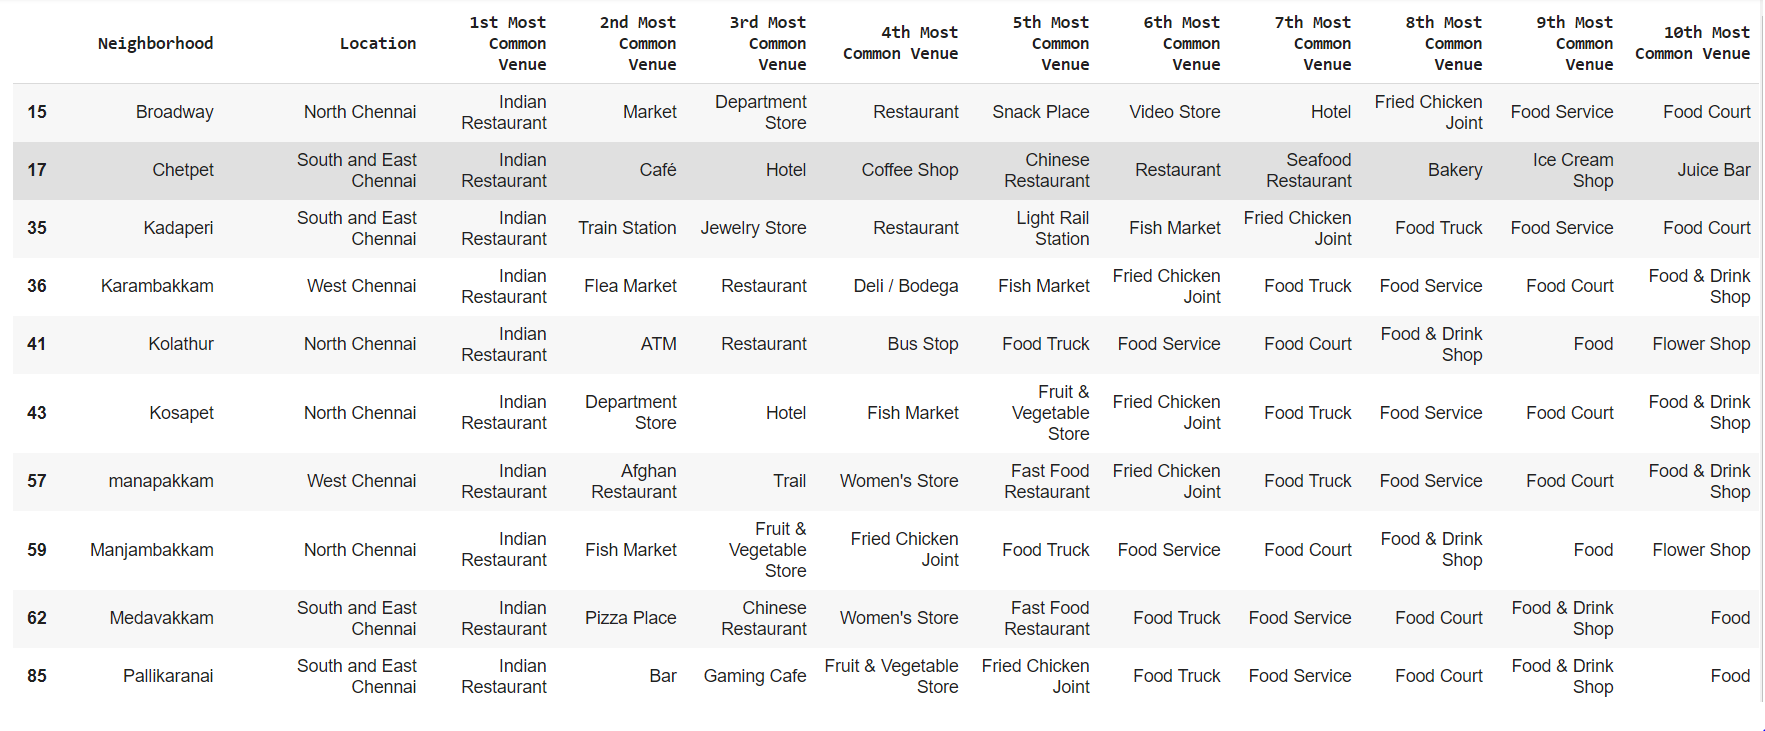 Neighborhood Location 1st Most Common Venue 2nd Most Common Venue 3rd Most Common Venue 4th Most Common Venue 5th Most Common Venue 6th Most Common Venue 7th Most Common Venue 8th Most Common Venue 9th Most Common Venue 10th Most Common Venue
15 Broadway North Chennai Indian Restaurant Market Department Store Restaurant Snack Place Video Store Hotel Fried Chicken Joint Food Service Food Court
17 Chetpet South and East Chennai Indian Restaurant Café Hotel Coffee Shop Chinese Restaurant Restaurant Seafood Restaurant Bakery Ice Cream Shop Juice Bar
35 Kadaperi South and East Chennai Indian Restaurant Train Station Jewelry Store Restaurant Light Rail Station Fish Market Fried Chicken Joint Food Truck Food Service Food Court
36 Karambakkam West Chennai Indian Restaurant Flea Market Restaurant Deli / Bodega Fish Market Fried Chicken Joint Food Truck Food Service Food Court Food & Drink Shop
41 Kolathur North Chennai Indian Restaurant ATM Restaurant Bus Stop Food Truck Food Service Food Court Food & Drink Shop Food Flower Shop
43 Kosapet North Chennai Indian Restaurant Department Store Hotel Fish Market Fruit & Vegetable Store Fried Chicken Joint Food Truck Food Service Food Court Food & Drink Shop
57 manapakkam West Chennai Indian Restaurant Afghan Restaurant Trail Women's Store Fast Food Restaurant Fried Chicken Joint Food Truck Food Service Food Court Food & Drink Shop
59 Manjambakkam North Chennai Indian Restaurant Fish Market Fruit & Vegetable Store Fried Chicken Joint Food Truck Food Service Food Court Food & Drink Shop Food Flower Shop
62 Medavakkam South and East Chennai Indian Restaurant Pizza Place Chinese Restaurant Women's Store Fast Food Restaurant Food Truck Food Service Food Court Food & Drink Shop Food
85 Pallikaranai South and East Chennai Indian Restaurant Bar Gaming Cafe Fruit & Vegetable Store Fried Chicken Joint Food Truck Food Service Food Court Food & Drink Shop Food